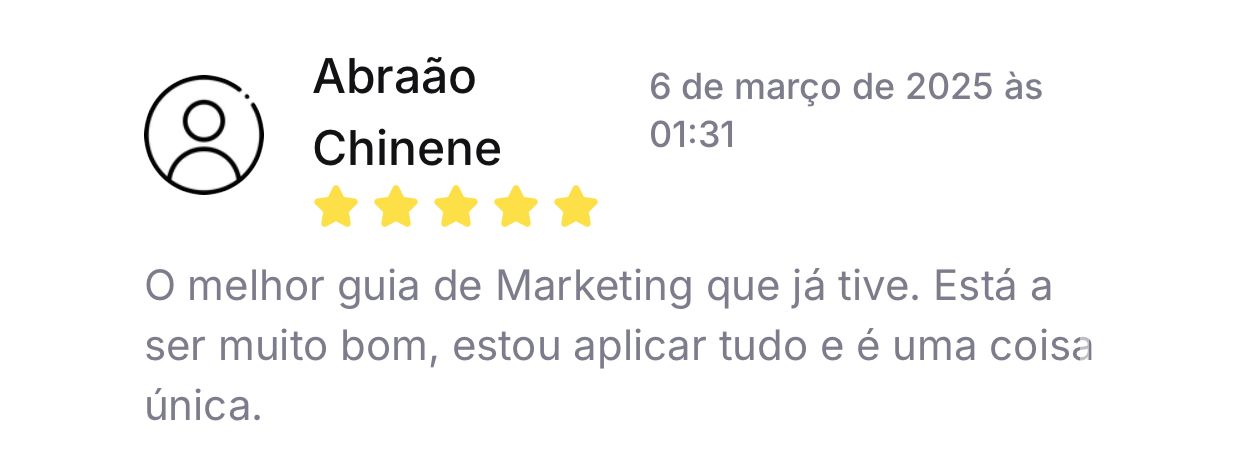 Abraão
Chinene
6 de março de 2025 às
01:31
O melhor guia de Marketing que já tive. Está a
ser muito bom, estou aplicar tudo e é uma coisa
única.